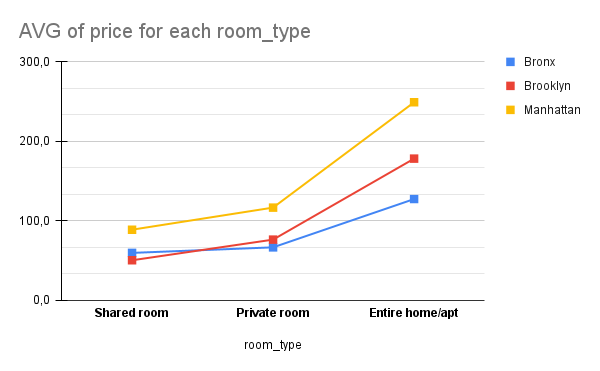 AVG of price for each room_type
300,0
200,0
100,0
0,0
Shared room
Private room
Entire home/apt
room_type
Bronx
Brooklyn
Manhattan